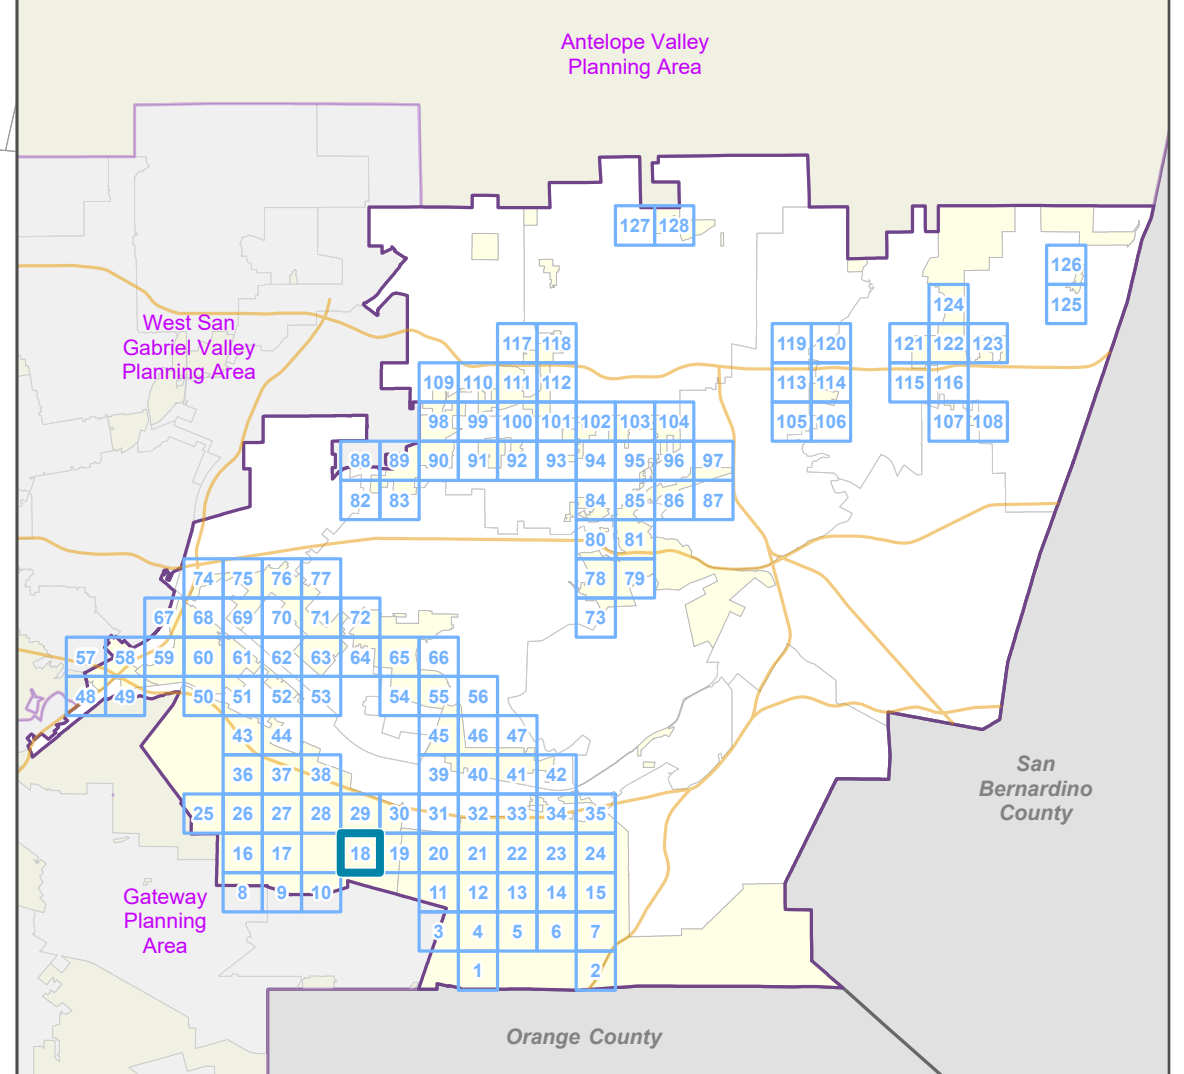 Antelope Valley
Planning Area
127 128
126
124 125
West San
Gabriel Valley
Planning Area
117 118 119 120 121 122 123
109 110 111 112 113 114 115 116
98 99 100 101 102 103 104 105 106 107 108
88 89 90 91 92 93 94 95 96 97
82 83 84 85 86 87
80 81
74 75 76 77 78 79
67 68 69 70 71 72 73
57 58 59 60 61 62 63 64 65 66
48 49 50 51 52 53 54 55 56
43 44 45 46 47
36 37 38 39 40 41 42
San
Bernardino
County
25 26 27 28 29 30 31 32 33 34 35
16 17 18 19 20 21 22 23 24
8 9 10 11 12 13 14 15
Gateway
Planning
Area
3 4 5 6 7
1 2
Orange County